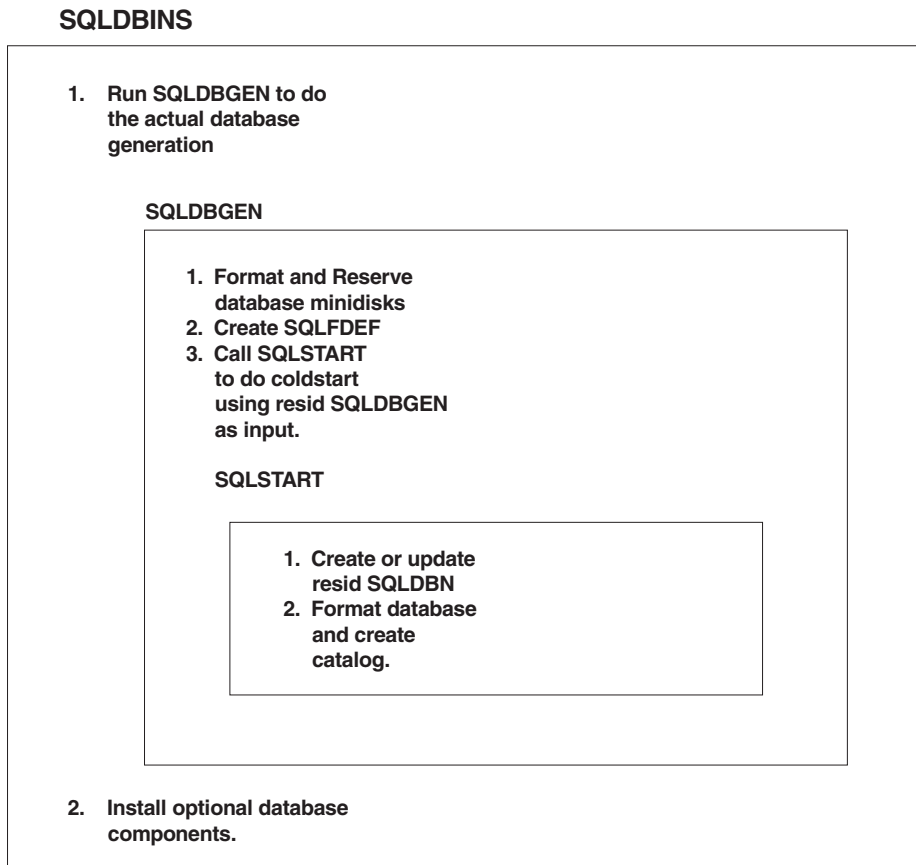 SQLDBINS
1. Run SQLDBGEN to do
the actual database
generation
SQLDBGEN
1. Format and Reserve
database minidisks
2. Create SQLFDEF
3. Call SQLSTART
to do coldstart
using resid SQLDBGEN
as input.
SQLSTART
1. Create or update
resid SQLDBN
2. Format database
and create
catalog.
2. Install optional database
components.